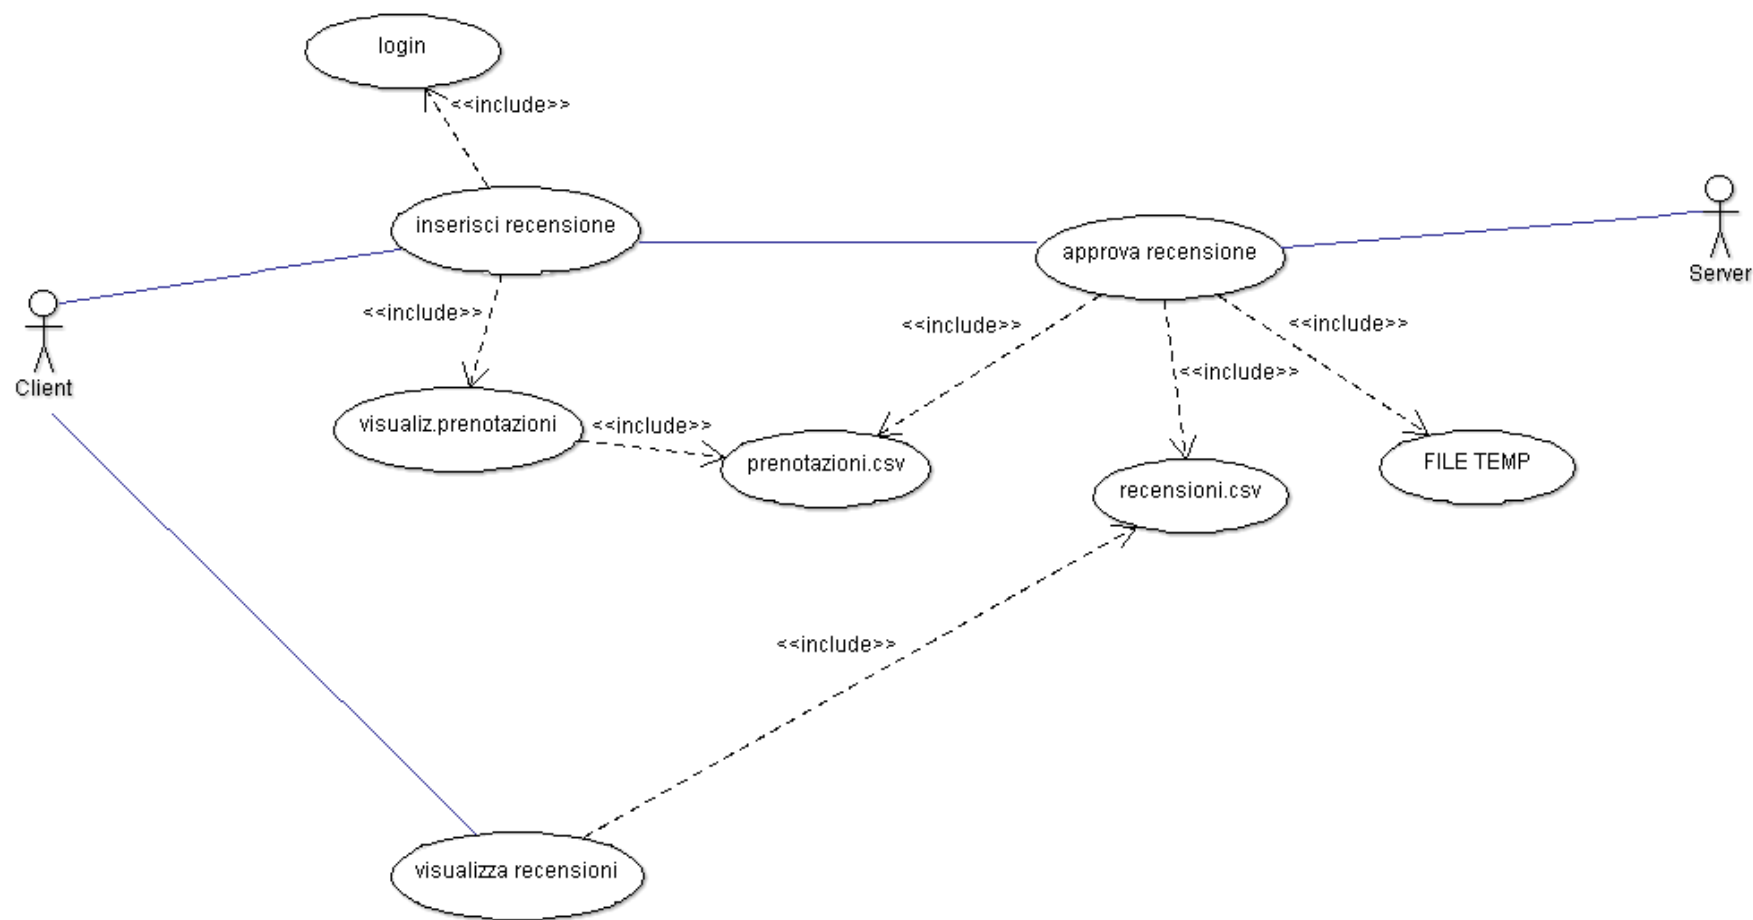 login
<<include>>
inserisci recensione
approva recensione
Server
<<include>>
<<include>>
<<include>>
<<include>>
Client
visualiz.prenotazioni
<<include>>
prenotazioni.csv
FILE TEMP
recensioni.csv
<<include>>
visualizza recensioni